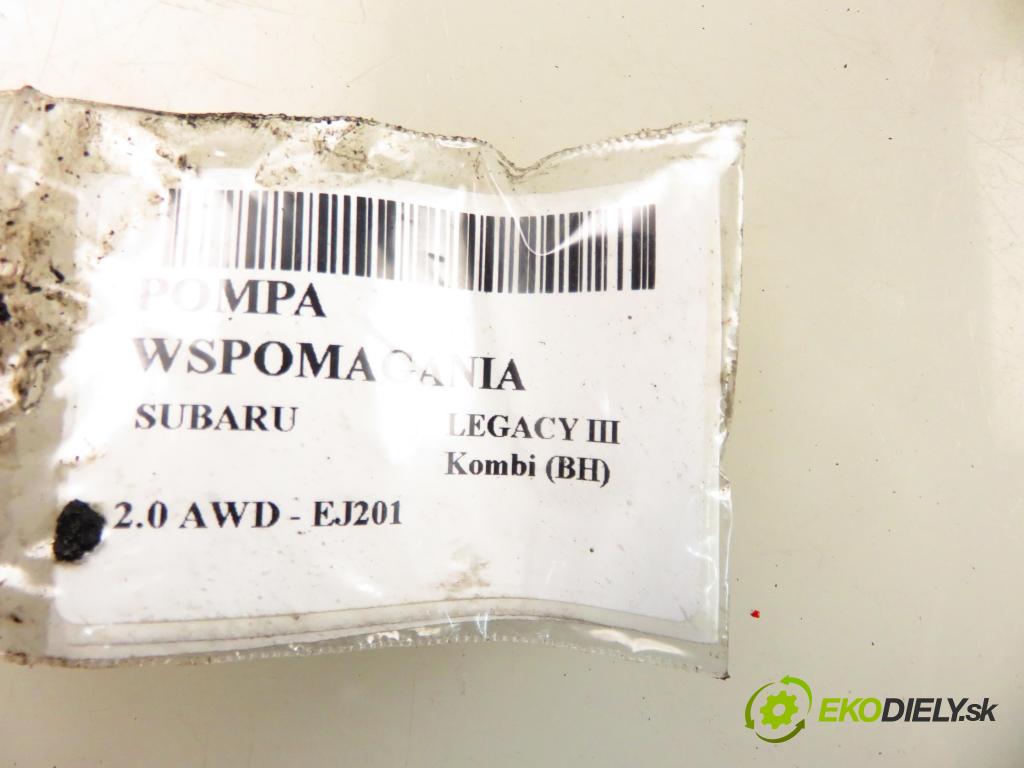 POMPA
WSPOMAGANIA
SUBARU LEGACY III
Kombi (BH)
2.0 AWD - EJ201
EKODIELY.sk